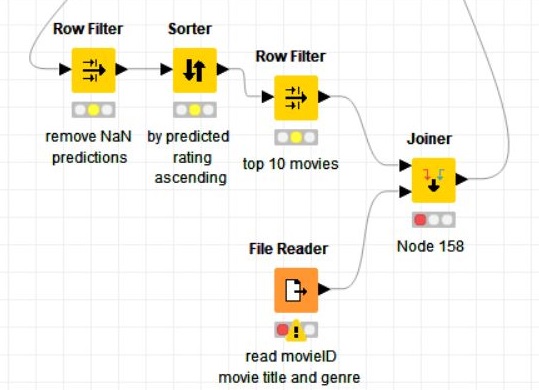 Row Filter
remove NaN
predictions
Sorter
by predicted
rating
ascending
Row Filter
top 10 movies
Joiner
Node 158
File Reader
read movieID
movie title and genre